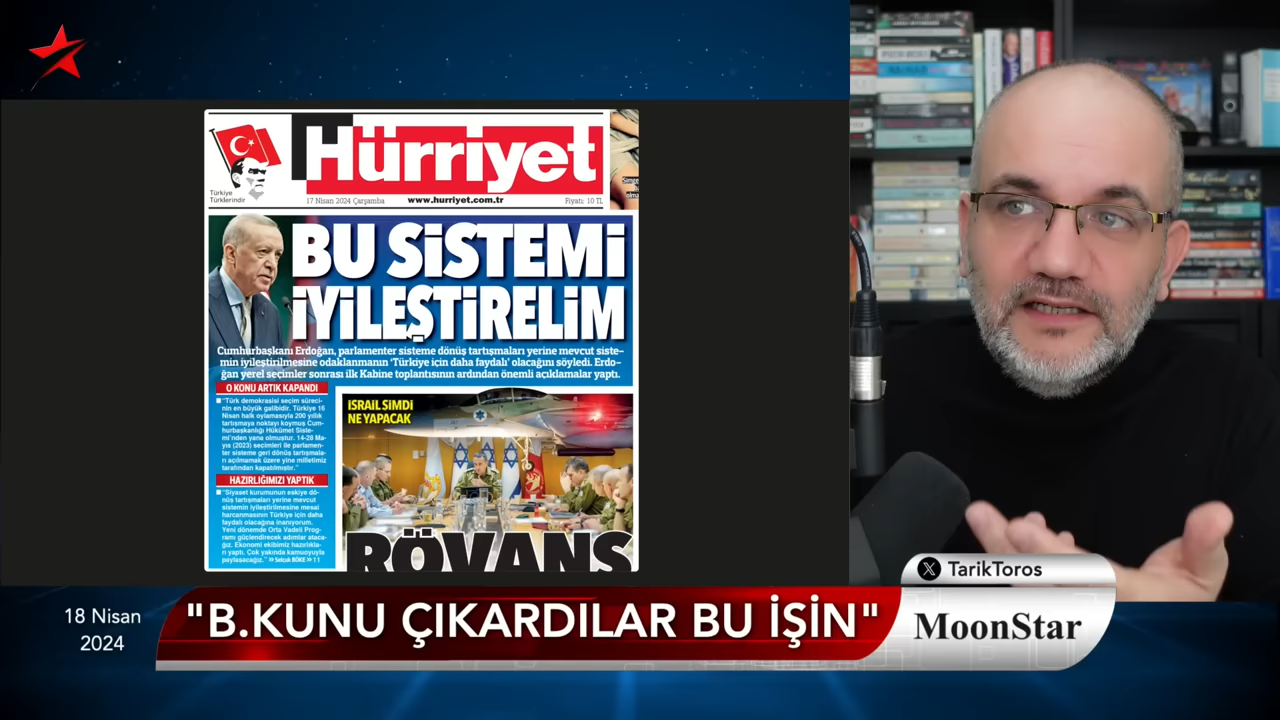 Türkiye
Türklerindir
Hürriyet
17 Nisan 2024 Çarşamba
www.hurriyet.com.tr
Fiyatı: 10 TL
BU SİSTEMİ
İYİLEŞTİRELİM
Cumhurbaşkanı Erdoğan, parlamenter sisteme dönüş tartışmaları yerine mevcut siste-
min iyileştirilmesine odaklanmanın 'Türkiye için daha faydalı' olacağını söyledi. Erdo-
ğan yerel seçimler sonrası ilk Kabine toplantısının ardından önemli açıklamalar yaptı.
O KONU ARTIK KAPANDI
"Türk demokrasisi seçim süreci-
nin en büyük galibidir. Türkiye 16
Nisan halk oylamasıyla 200 yıllık
tartışmaya noktayı koymuş Cum-
hurbaşkanlığı Hükümet Siste-
mi'nden yana olmuştur. 14-28 Ma-
yıs (2023) seçimleri ile parlamen-
ter sisteme geri dönüş tartışmala-
rı açılmamak üzere yine milletimiz
tarafından kapatılmıştır."
HAZIRLIĞIMIZI YAPTIK
"Siyaset kurumunun eskiye dö-
nüş tartışmaları yerine mevcut
sistemin iyileştirilmesine mesai
harcanmasının Türkiye için daha
faydalı olacağına inanıyorum.
Yeni dönemde Orta Vadeli Prog-
ramı güçlendirecek adımlar ataca-
ğız. Ekonomi ekibimiz hazırlıkla-
rı yaptı. Çok yakında kamuoyuyla
paylaşacağız." » Selçuk BÖKE » 11
İSRAİL ŞİMDİ
NE YAPACAK
RÖVANŞ
TarikToros
18 Nisan
2024
"B.KUNU ÇIKARDILAR BU İŞİN"
MoonStar